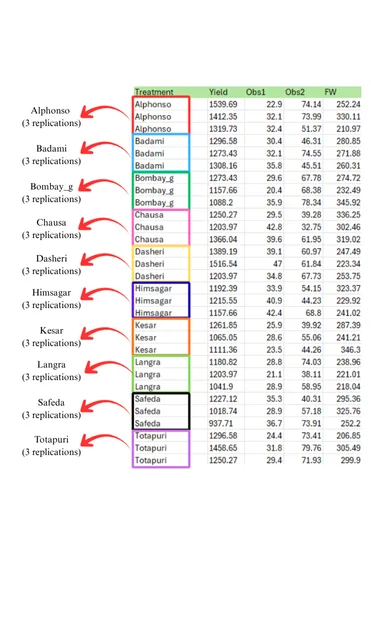 Treatment Yield Obs1 Obs2 FW
Alphonso 1539.69 22.9 74.14 252.24
Alphonso 1412.35 32.1 73.99 330.11
Alphonso 1319.73 32.4 51.37 210.97
Badami 1296.58 30.4 46.31 280.85
Badami 1273.43 32.1 74.55 271.88
Badami 1308.16 35.8 45.51 260.31
Bombay_g 1273.43 29.6 67.78 274.72
Bombay_g 1157.66 20.4 68.38 232.49
Bombay_g 1088.2 35.9 78.34 345.92
Chausa 1250.27 29.5 39.28 336.25
Chausa 1203.97 42.8 32.75 302.46
Chausa 1366.04 39.6 61.95 319.02
Dasheri 1389.19 39.1 60.97 247.49
Dasheri 1516.54 47 61.84 223.34
Dasheri 1203.97 34.8 67.73 253.75
Himsagar 1192.39 33.9 54.15 323.37
Himsagar 1215.55 40.9 44.23 229.92
Himsagar 1157.66 42.4 68.8 241.02
Kesar 1261.85 25.9 39.92 287.39
Kesar 1065.05 28.6 55.06 241.21
Kesar 1111.36 23.5 44.26 346.3
Langra 1180.82 28.8 74.03 238.96
Langra 1203.97 21.1 38.11 221.01
Langra 1041.9 28.9 58.95 218.04
Safeda 1227.12 35.3 40.31 295.36
Safeda 1018.74 28.9 57.18 325.76
Safeda 937.71 36.7 73.91 252.2
Totapuri 1296.58 24.4 73.41 206.85
Totapuri 1458.65 31.8 79.76 305.49
Totapuri 1250.27 29.4 71.93 299.9
Alphonso
(3 replications)
Badami
(3 replications)
Bombay_g
(3 replications)
Chausa
(3 replications)
Dasheri
(3 replications)
Himsagar
(3 replications)
Kesar
(3 replications)
Langra
(3 replications)
Safeda
(3 replications)
Totapuri
(3 replications)